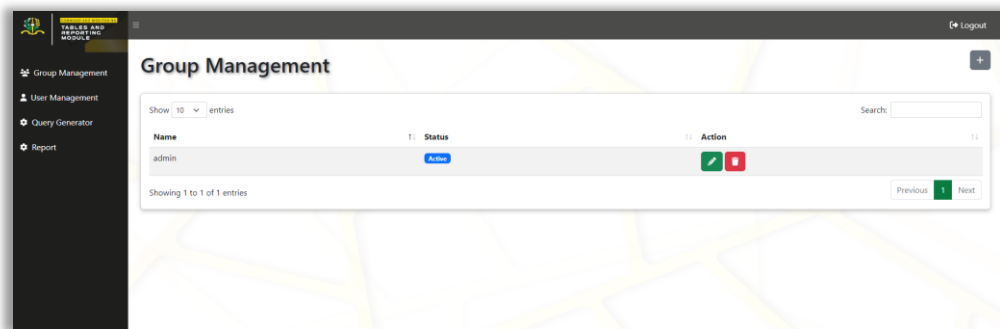 TABLES AND
REPORTING
MODULE
Logout
Group Management
User Management
Query Generator
Report
Group Management
+
Show 10 entries
Search:
Name Status Action
admin Active
Showing 1 to 1 of 1 entries
Previous 1 Next